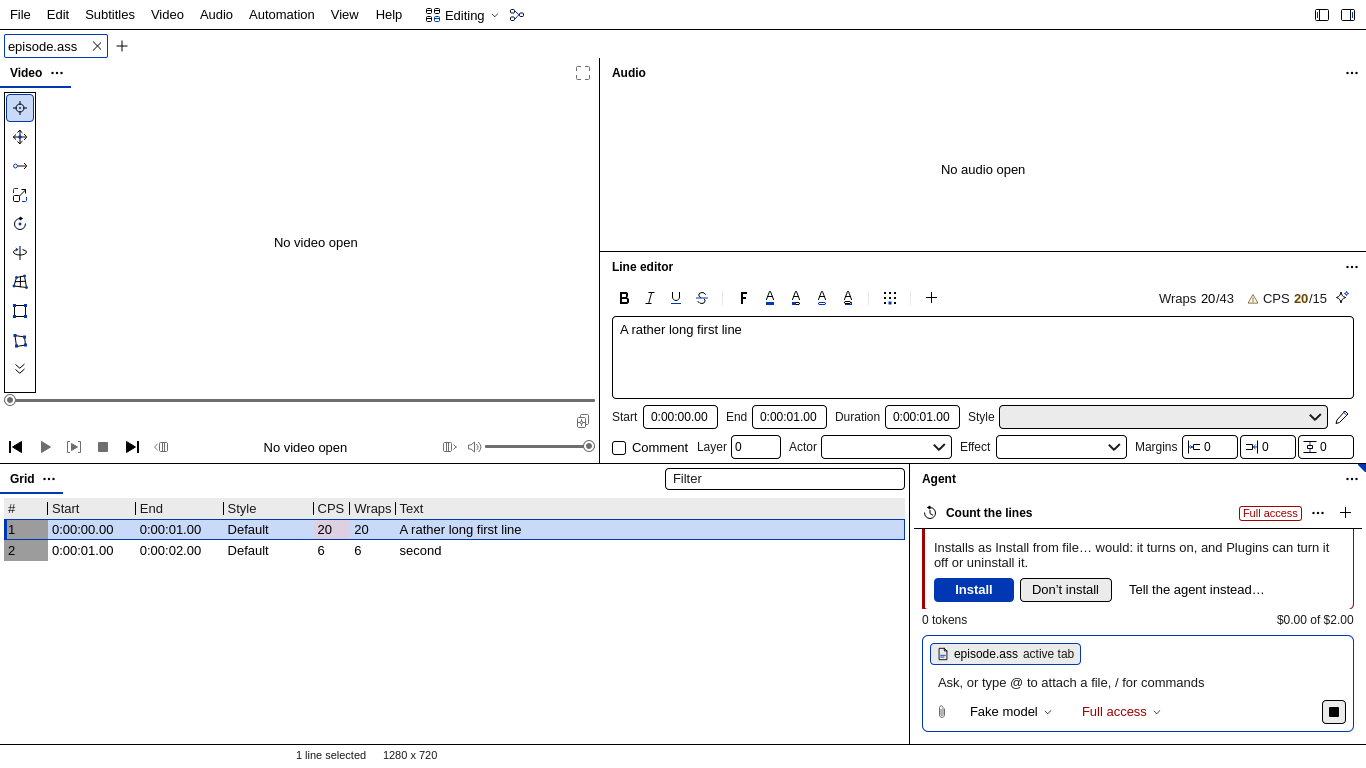 File Edit Subtitles Video Audio Automation View Help Editing
episode.ass
Video
No video open
No video open
Audio
No audio open
Line editor
Wraps 20/43 CPS 20/15
A rather long first line
Start 0:00:00.00 End 0:00:01.00 Duration 0:00:01.00 Style
Comment Layer 0 Actor Effect Margins 0 0 0
Grid Filter
# Start End Style CPS Wraps Text
1 0:00:00.00 0:00:01.00 Default 20 20 A rather long first line
2 0:00:01.00 0:00:02.00 Default 6 6 second
Agent
Count the lines Full access
Installs as Install from file… would: it turns on, and Plugins can turn it
off or uninstall it.
Install Don’t install Tell the agent instead…
0 tokens $0.00 of $2.00
episode.ass active tab
Ask, or type @ to attach a file, / for commands
Fake model Full access
1 line selected 1280 x 720